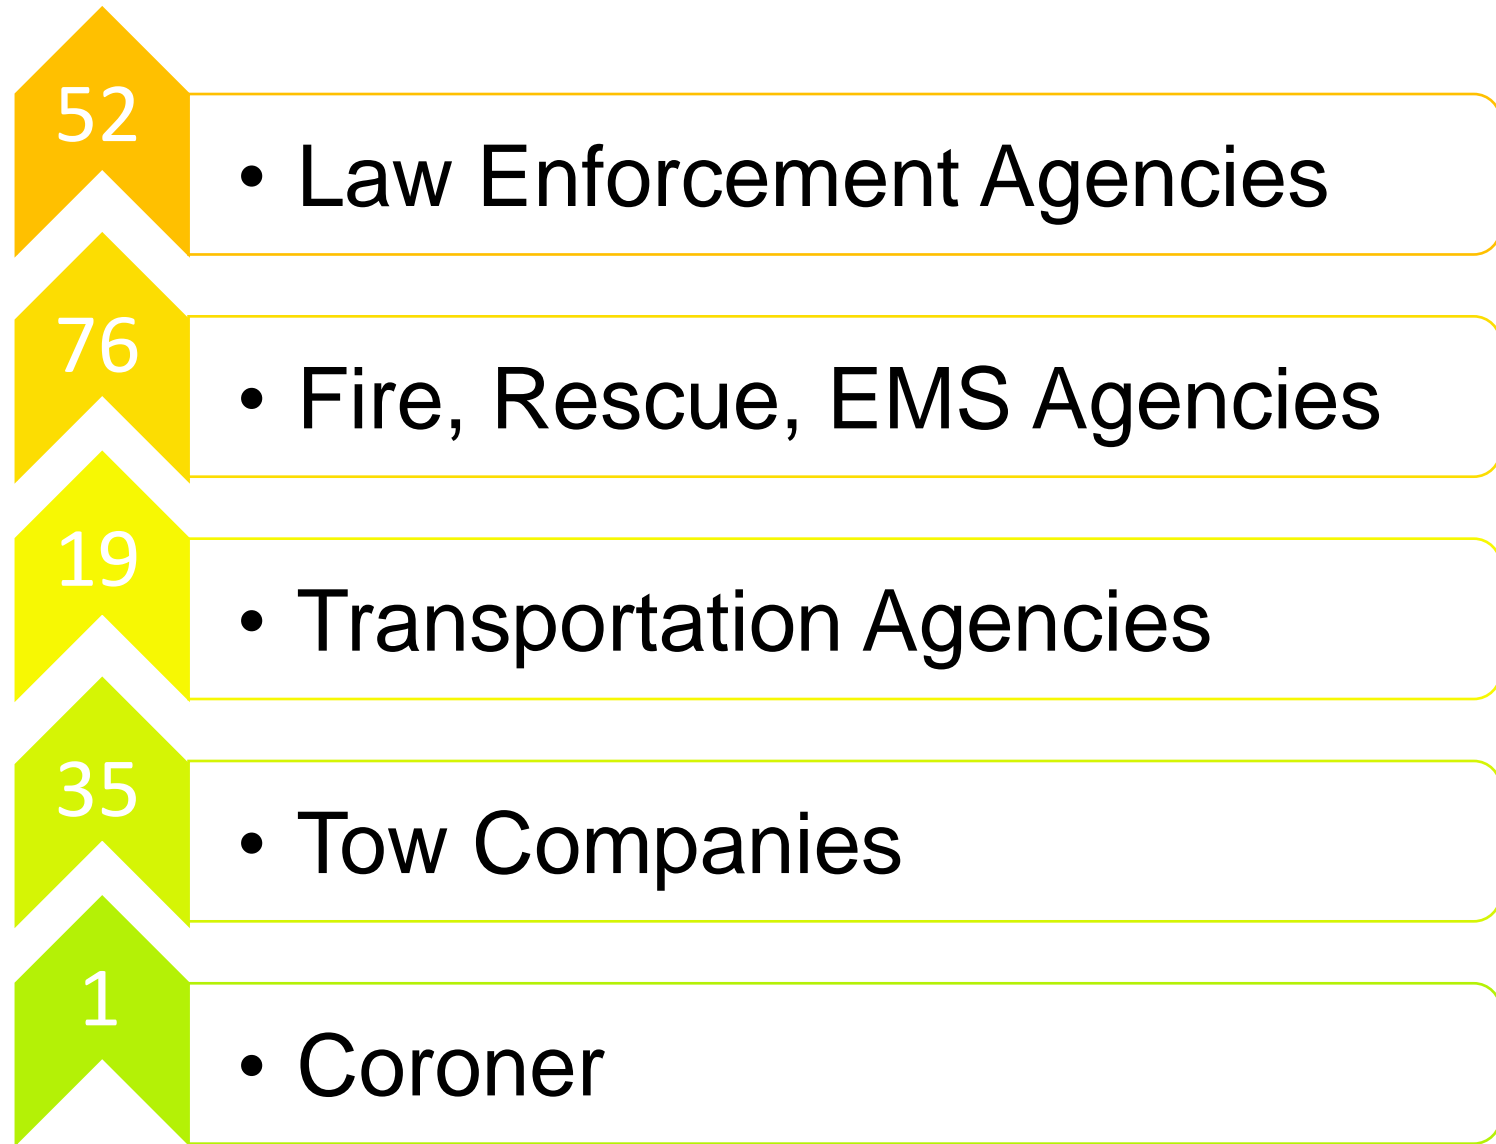 52
• Law Enforcement Agencies
76
• Fire, Rescue, EMS Agencies
19
• Transportation Agencies
35
• Tow Companies
1
• Coroner